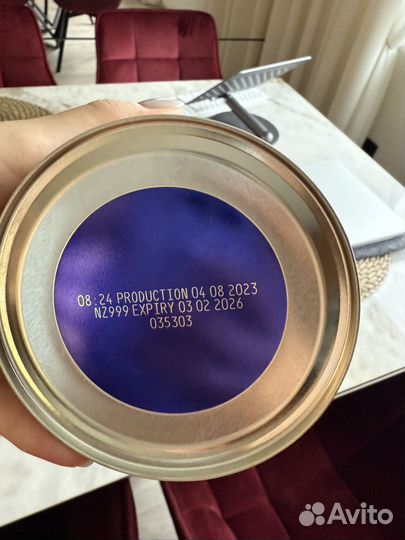 08:24 PRODUCTION 04 08 2023
NZ999 EXPIRY 03 02 2026
035303
Avito